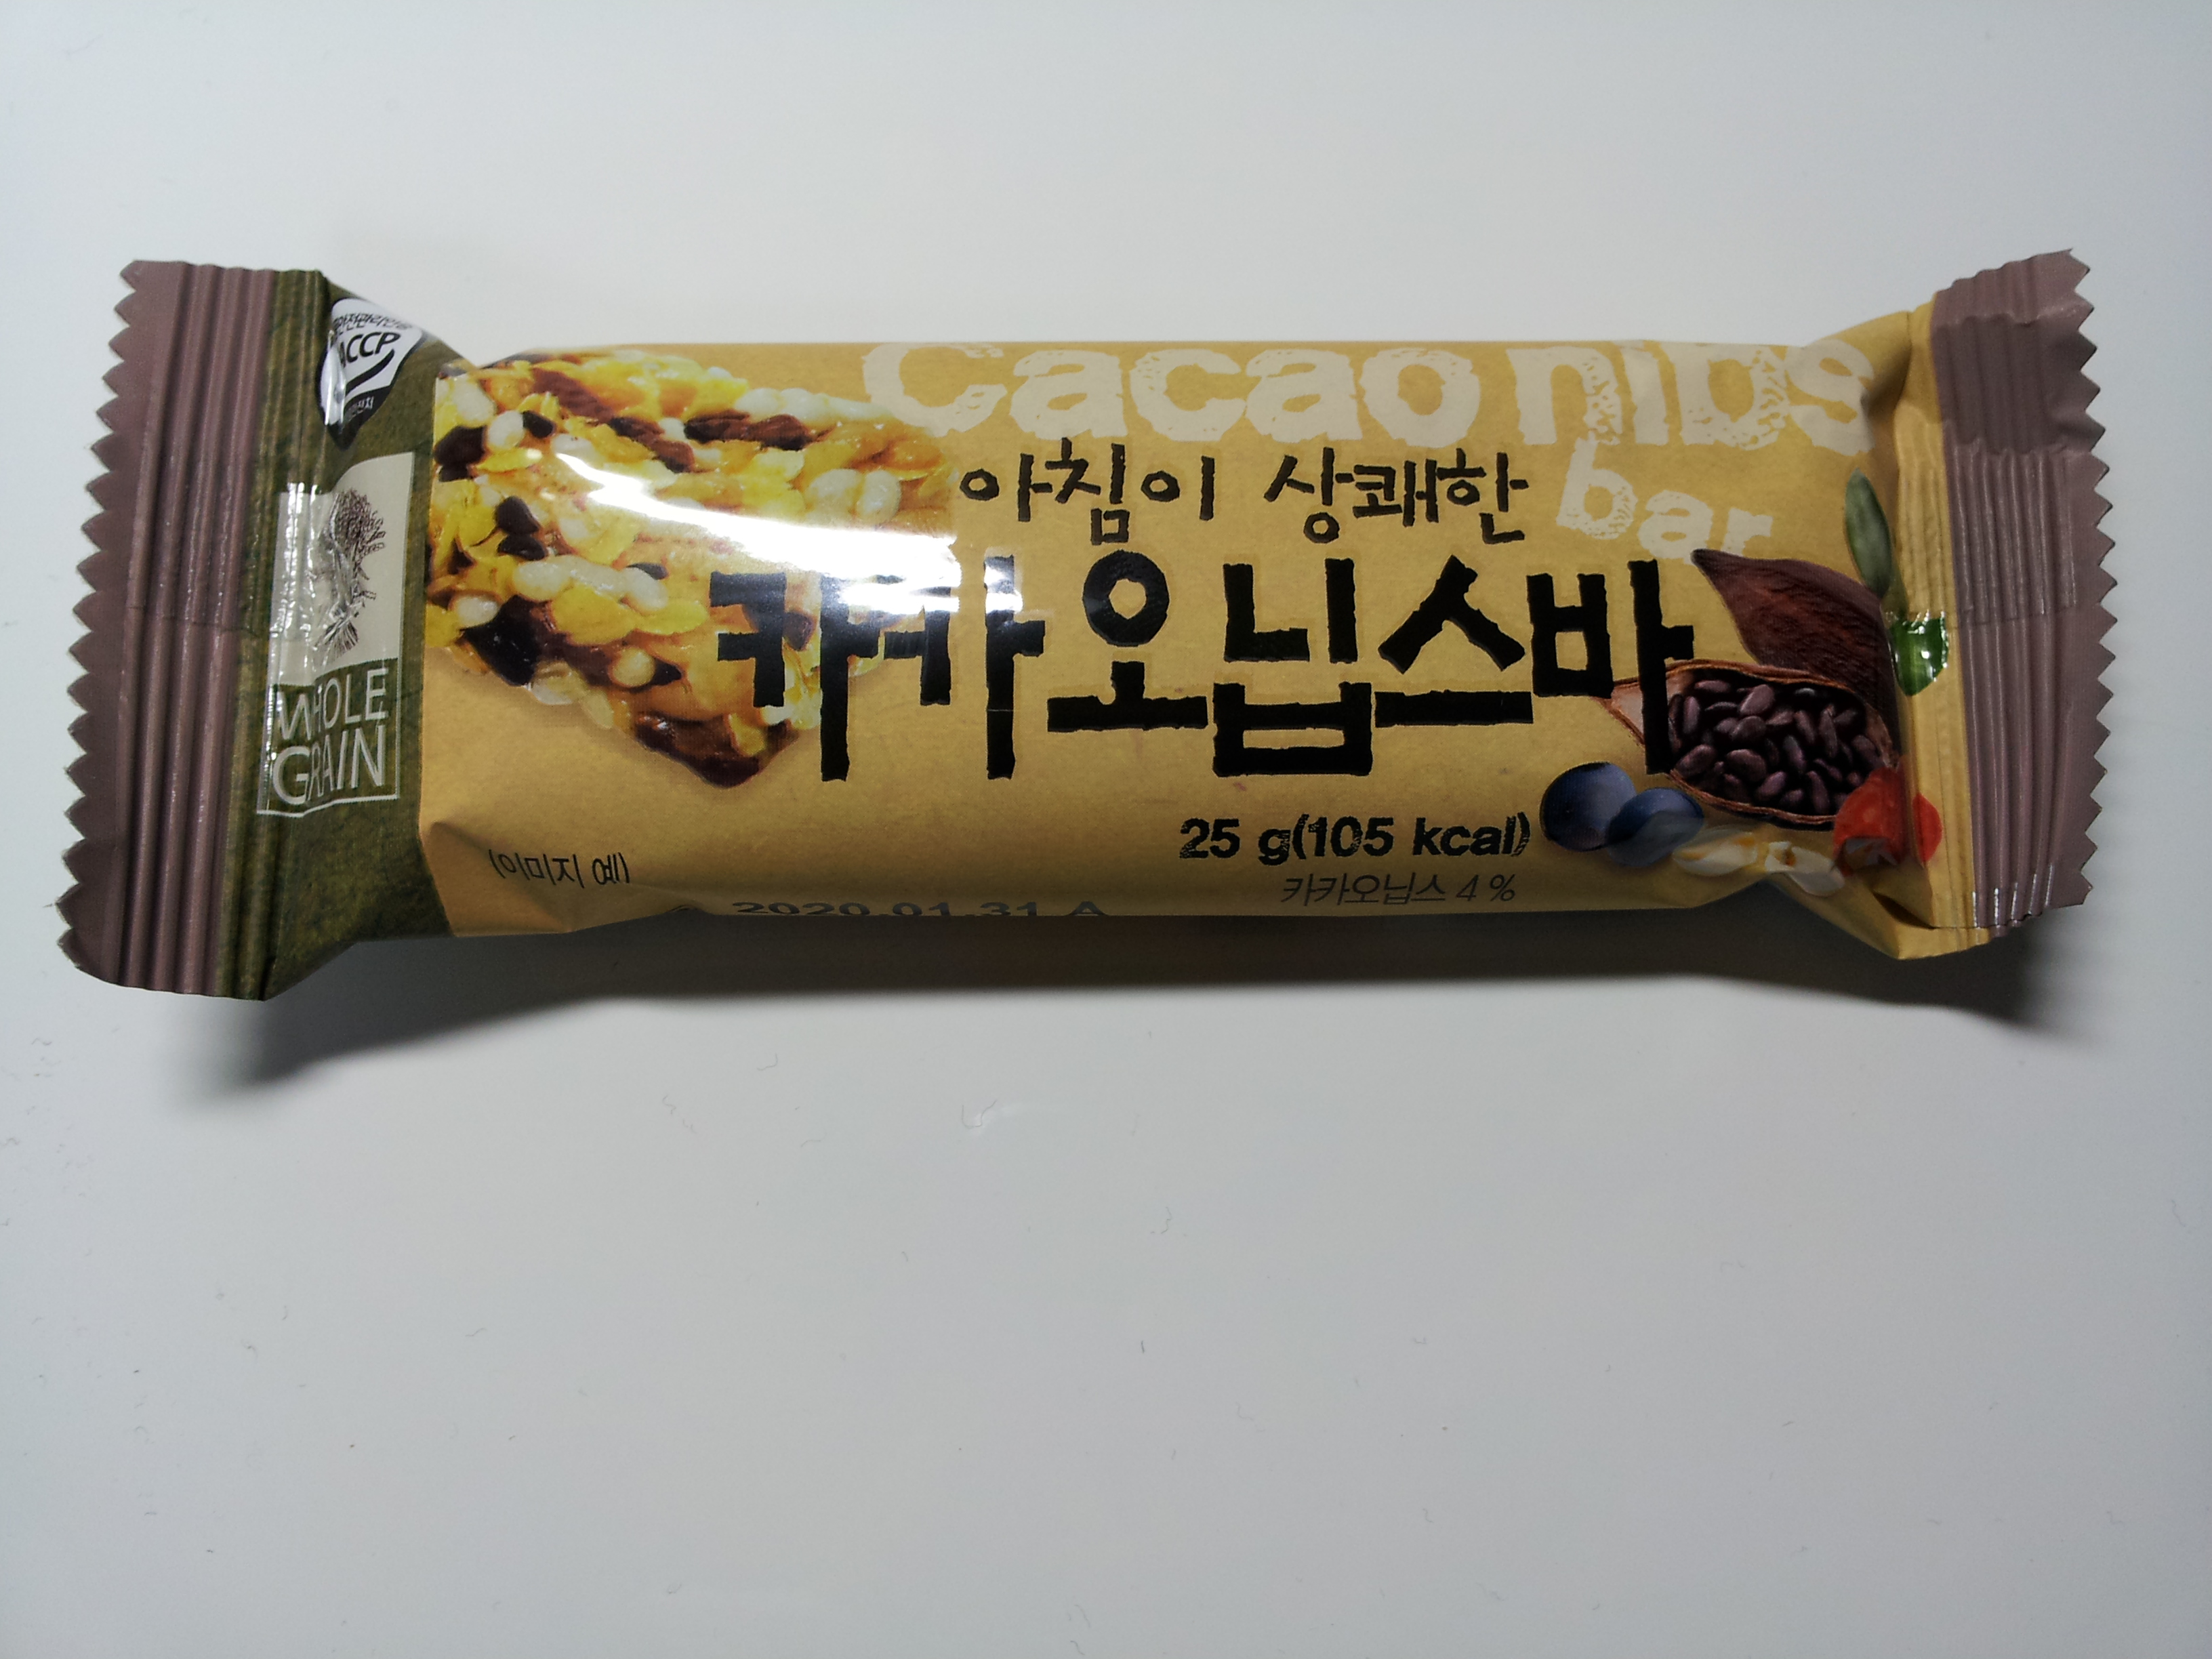 ACCP
WHOLE
GRAIN
Cacao nibs
bar
아침이 상쾌한
카카오닙스바
25 g(105 kcal)
카카오닙스 4 %
(이미지 예)
2020.01.31 A